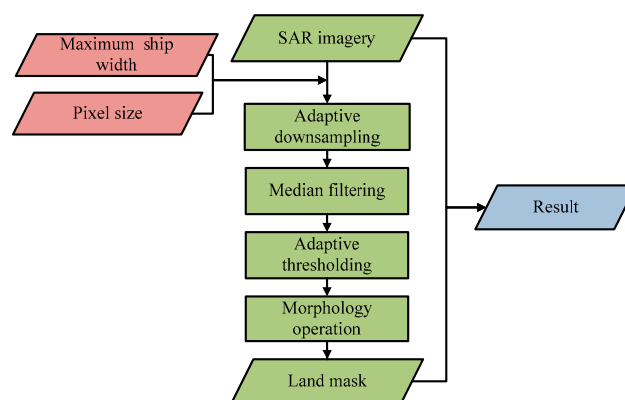 Maximum ship
width
SAR imagery
Pixel size
Adaptive
downsampling
Median filtering
Result
Adaptive
thresholding
Morphology
operation
Land mask